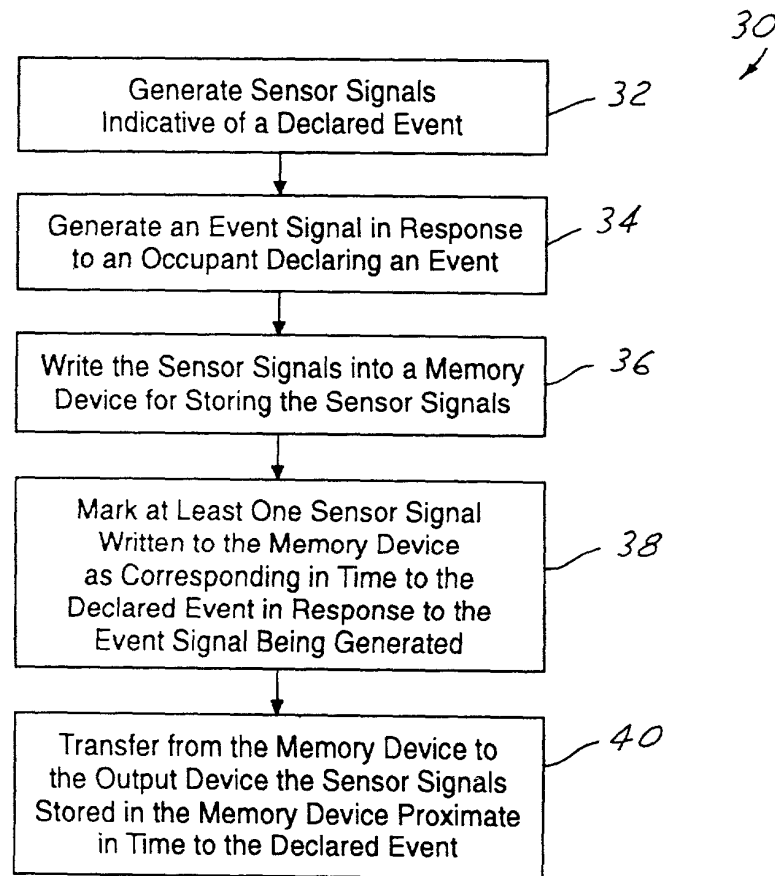 30
Generate Sensor Signals
Indicative of a Declared Event
32
Generate an Event Signal in Response
to an Occupant Declaring an Event
34
Write the Sensor Signals into a Memory
Device for Storing the Sensor Signals
36
Mark at Least One Sensor Signal
Written to the Memory Device
as Corresponding in Time to the
Declared Event in Response to the
Event Signal Being Generated
38
Transfer from the Memory Device to
the Output Device the Sensor Signals
Stored in the Memory Device Proximate
in Time to the Declared Event
40